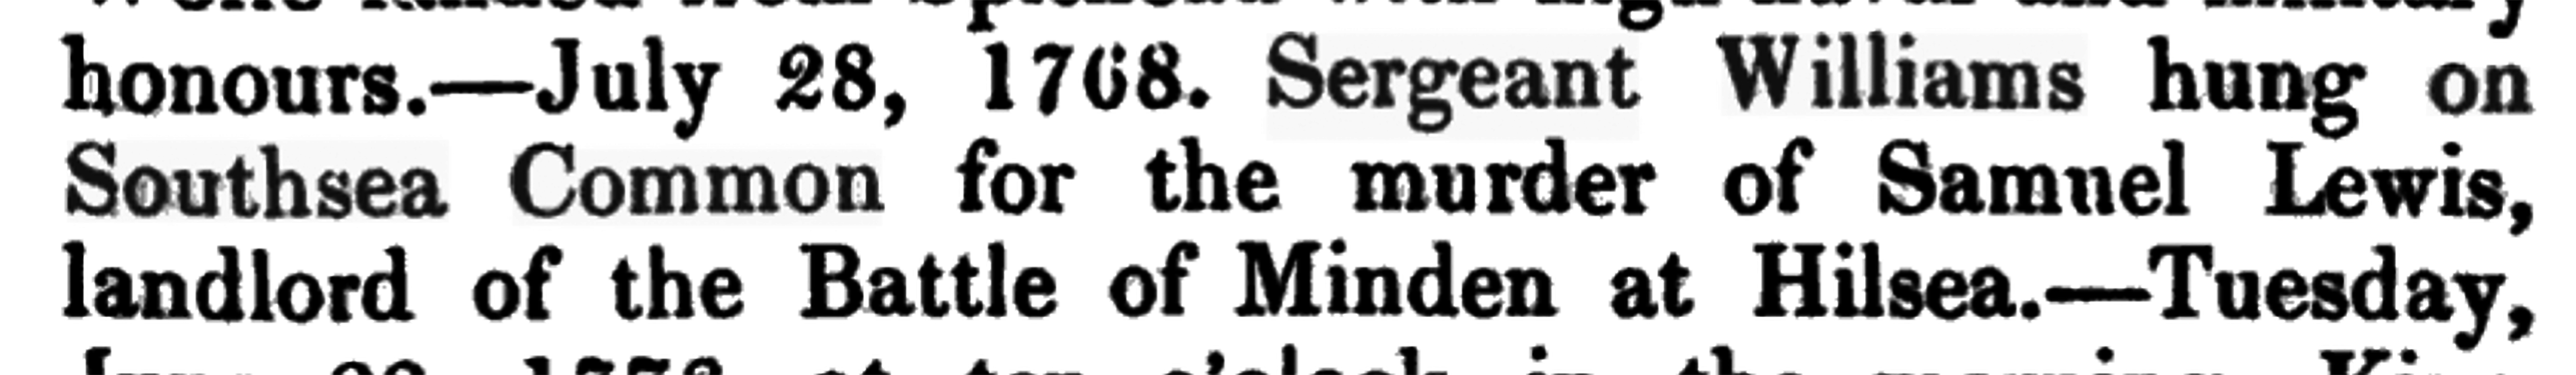 honours.—July 28, 1768. Sergeant Williams hung on
Southsea Common for the murder of Samuel Lewis,
landlord of the Battle of Minden at Hilsea.—Tuesday,